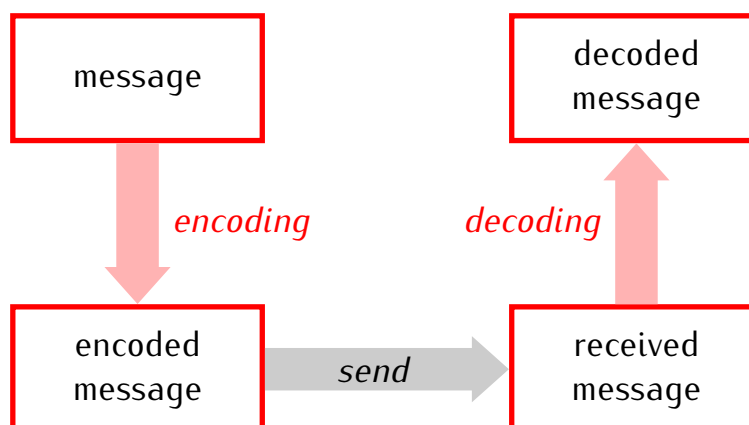 message
decoded
message
encoding
decoding
encoded
message
send
received
message